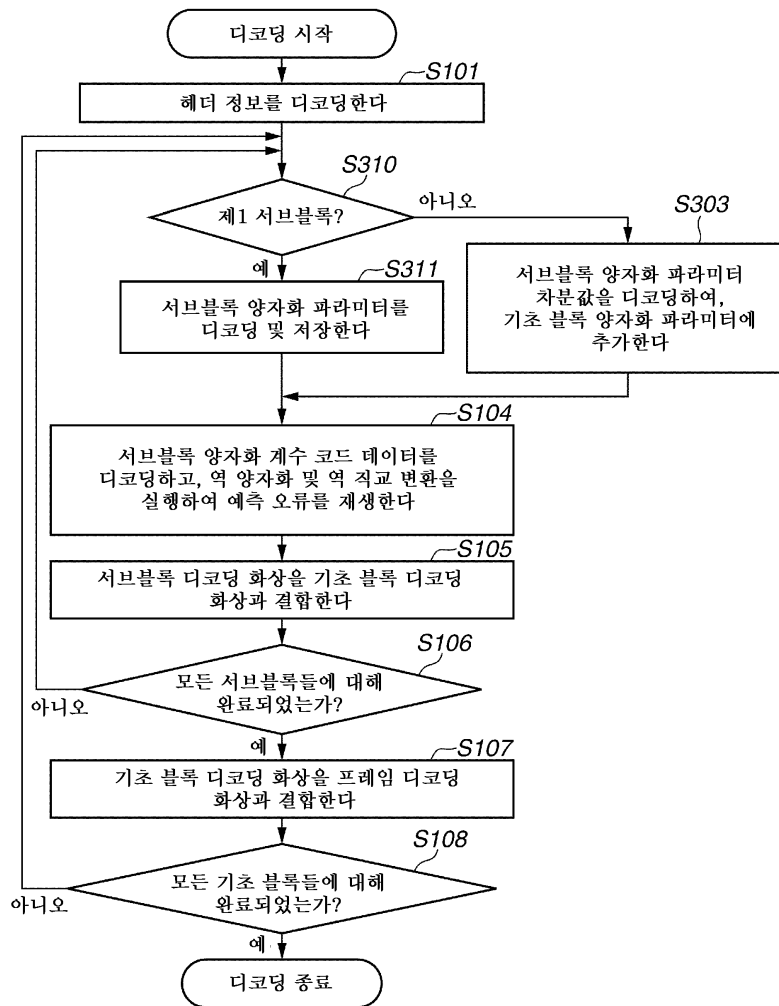 디코딩 시작
S101
헤더 정보를 디코딩한다
S310
제1 서브블록?
아니오
예
S303
서브블록 양자화 파라미터
차분값을 디코딩하여,
기초 블록 양자화 파라미터에
추가한다
S311
서브블록 양자화 파라미터를
디코딩 및 저장한다
S104
서브블록 양자화 계수 코드 데이터를
디코딩하고, 역 양자화 및 역 직교 변환을
실행하여 예측 오류를 재생한다
S105
서브블록 디코딩 화상을 기초 블록 디코딩
화상과 결합한다
S106
모든 서브블록들에 대해
완료되었는가?
아니오
예
S107
기초 블록 디코딩 화상을 프레임 디코딩
화상과 결합한다
S108
모든 기초 블록들에 대해
완료되었는가?
아니오
예
디코딩 종료